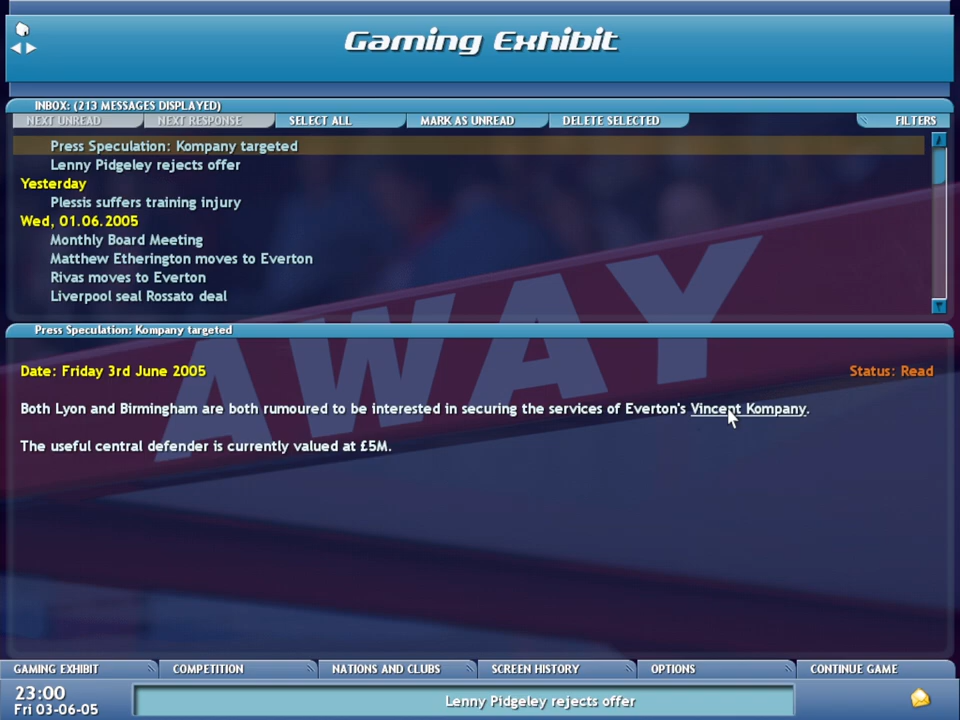 Gaming Exhibit
INBOX: (213 MESSAGES DISPLAYED)
NEXT UNREAD NEXT RESPONSE SELECT ALL MARK AS UNREAD DELETE SELECTED FILTERS
Press Speculation: Kompany targeted
Lenny Pidgeley rejects offer
Yesterday
Plessis suffers training injury
Wed, 01.06.2005
Monthly Board Meeting
Matthew Etherington moves to Everton
Rivas moves to Everton
Liverpool seal Rossato deal
AWAY
Press Speculation: Kompany targeted
Date: Friday 3rd June 2005 Status: Read
Both Lyon and Birmingham are both rumoured to be interested in securing the services of Everton's Vincent Kompany.
The useful central defender is currently valued at £5M.
GAMING EXHIBIT COMPETITION NATIONS AND CLUBS SCREEN HISTORY OPTIONS CONTINUE GAME
23:00
Fri 03-06-05
Lenny Pidgeley rejects offer